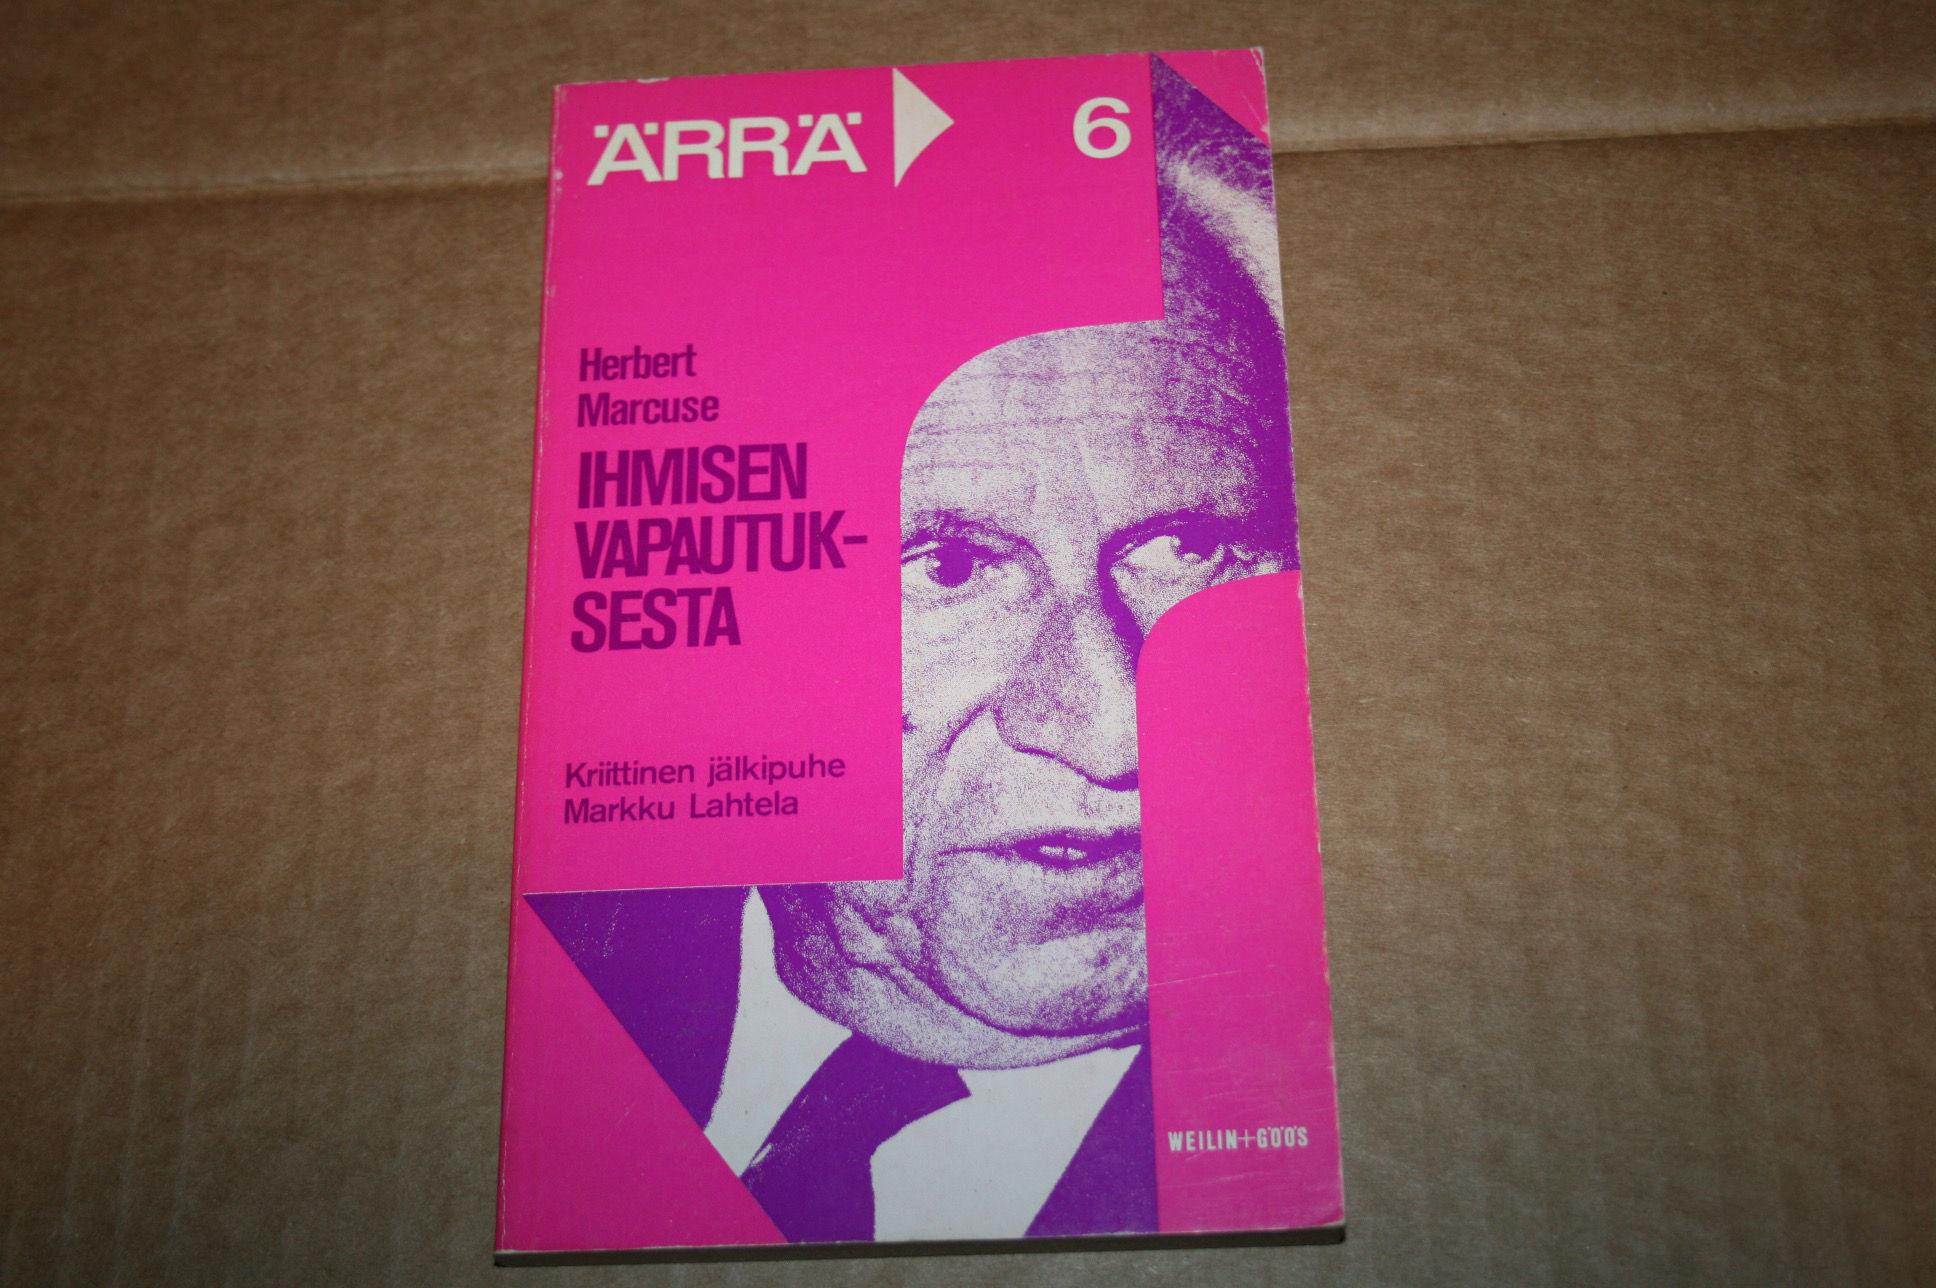 ÄRRÄ 6
Herbert
Marcuse
IHMISEN
VAPAUTUK-
SESTA
Kriittinen jälkipuhe
Markku Lahtela
WEILIN+GÖÖS